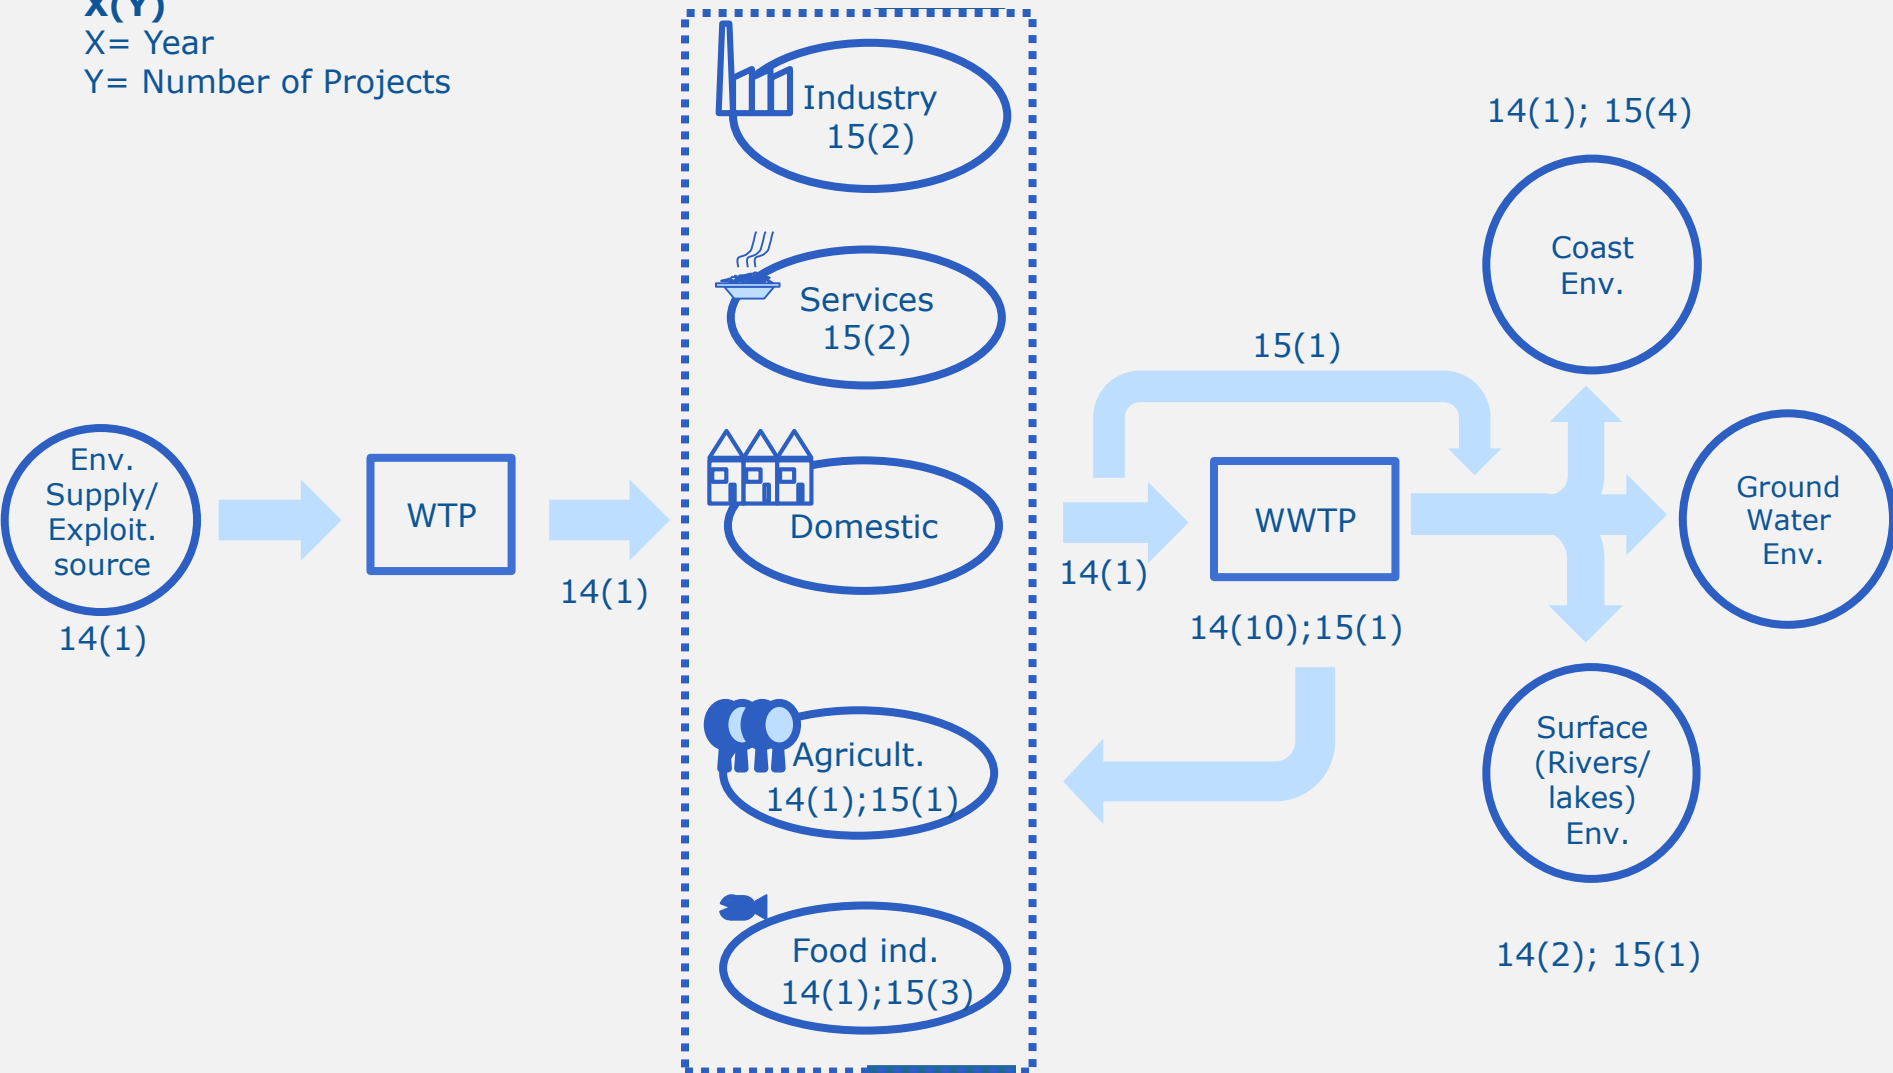 X(Y)
X= Year
Y= Number of Projects
Industry
15(2)
Services
15(2)
Domestic
Agricult.
14(1);15(1)
Food ind.
14(1);15(3)
Env.
Supply/
Exploit.
source
14(1)
WTP
14(1)
15(1)
14(1)
WWTP
14(10);15(1)
14(1); 15(4)
Coast
Env.
Ground
Water
Env.
Surface
(Rivers/
lakes)
Env.
14(2); 15(1)